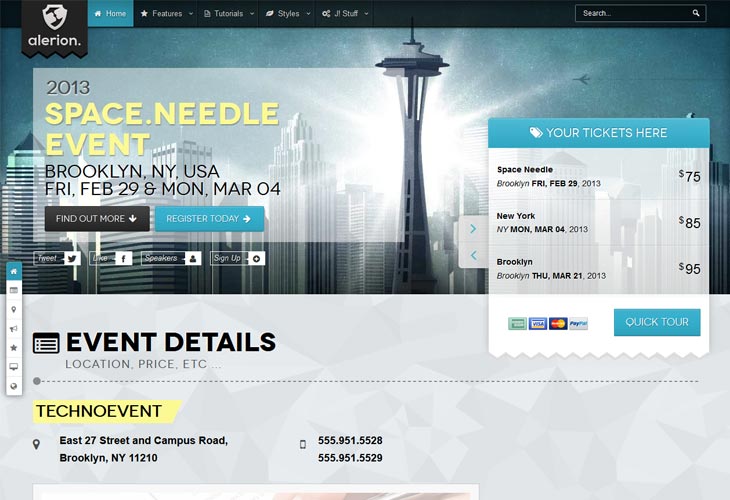 alerion.
Home
Features
Tutorials
Styles
J! Stuff
Search...
2013
SPACE.NEEDLE
EVENT
BROOKLYN, NY, USA
FRI, FEB 29 & MON, MAR 04
FIND OUT MORE
REGISTER TODAY
Tweet
Like
Speakers
Sign Up
YOUR TICKETS HERE
Space Needle
Brooklyn FRI, FEB 29, 2013
$75
New York
NY MON, MAR 04, 2013
$85
Brooklyn
Brooklyn THU, MAR 21, 2013
$95
VISA
MasterCard
PayPal
QUICK TOUR
EVENT DETAILS
LOCATION, PRICE, ETC ...
TECHNOEVENT
East 27 Street and Campus Road,
Brooklyn, NY 11210
555.951.5528
555.951.5529